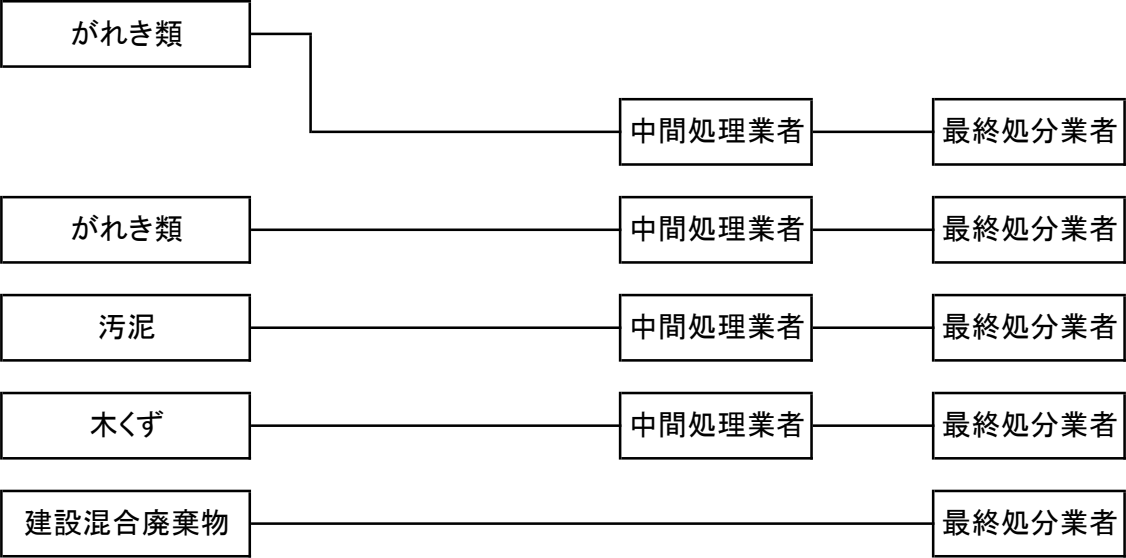 がれき類
中間処理業者
最終処分業者
がれき類
中間処理業者
最終処分業者
汚泥
中間処理業者
最終処分業者
木くず
中間処理業者
最終処分業者
建設混合廃棄物
最終処分業者